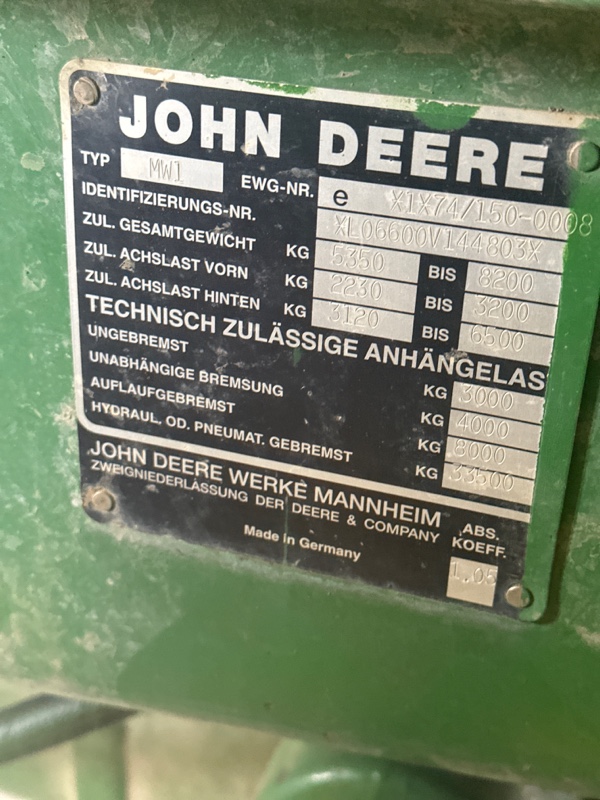 JOHN DEERE
TYP MW1 EWG-NR. e X1X74/150-0008
IDENTIFIZIERUNGS-NR. XL06600V144803X
ZUL. GESAMTGEWICHT KG 5350 BIS 8200
ZUL. ACHSLAST VORN KG 2230 BIS 3200
ZUL. ACHSLAST HINTEN KG 3120 BIS 6500
TECHNISCH ZULÄSSIGE ANHÄNGELAS
UNGEBREMST KG 3000
UNABHÄNGIGE BREMSUNG KG 4000
AUFLAUFGEBREMST KG 8000
HYDRAUL. OD. PNEUMAT. GEBREMST KG 33500
JOHN DEERE WERKE MANNHEIM
ZWEIGNIEDERLASSUNG DER DEERE & COMPANY
Made in Germany
ABS.
KOEFF.
1.05